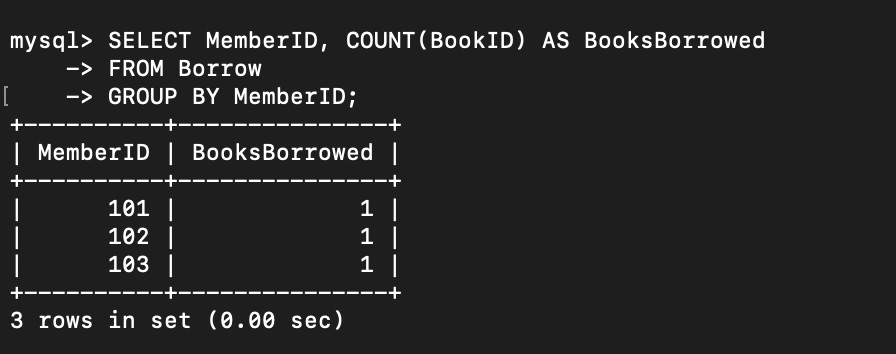 mysql> SELECT MemberID, COUNT(BookID) AS BooksBorrowed
    -> FROM Borrow
[    -> GROUP BY MemberID;
+----------+---------------+
| MemberID | BooksBorrowed |
+----------+---------------+
|      101 |             1 |
|      102 |             1 |
|      103 |             1 |
+----------+---------------+
3 rows in set (0.00 sec)